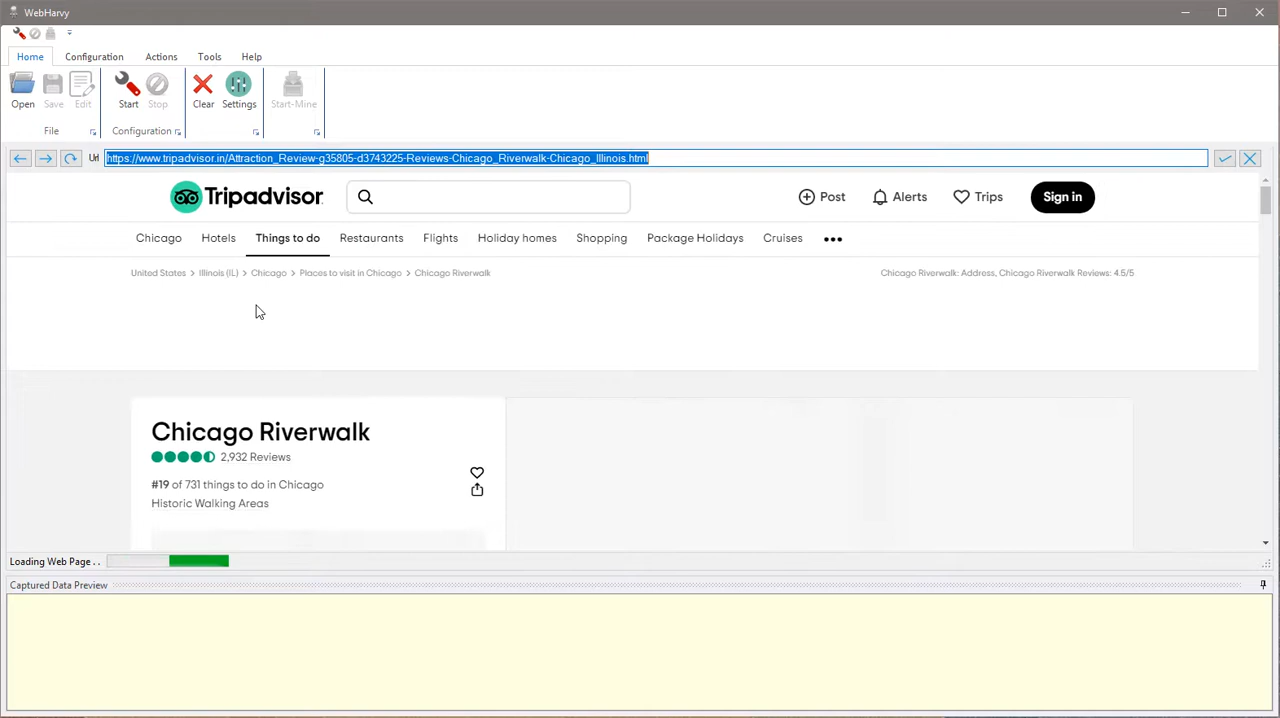 WebHarvy
Home Configuration Actions Tools Help
Open Save Edit Start Stop Clear Settings Start-Mine
File Configuration
Url https://www.tripadvisor.in/Attraction_Review-g35805-d3743225-Reviews-Chicago_Riverwalk-Chicago_Illinois.html
Tripadvisor Post Alerts Trips Sign in
Chicago Hotels Things to do Restaurants Flights Holiday homes Shopping Package Holidays Cruises •••
United States > Illinois (IL) > Chicago > Places to visit in Chicago > Chicago Riverwalk Chicago Riverwalk: Address, Chicago Riverwalk Reviews: 4.5/5
Chicago Riverwalk
2,932 Reviews
#19 of 731 things to do in Chicago
Historic Walking Areas
Loading Web Page . .
Captured Data Preview